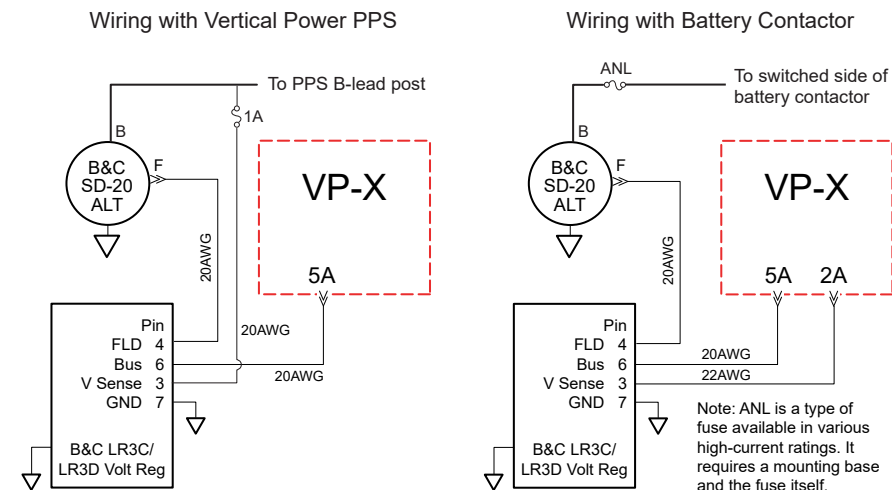 Wiring with Vertical Power PPS
To PPS B-lead post
1A
B
B&C
SD-20
ALT
F
VP-X
20AWG
5A
Pin
FLD 4
Bus 6
V Sense 3
GND 7
20AWG
20AWG
B&C LR3C/
LR3D Volt Reg
Wiring with Battery Contactor
ANL
To switched side of
battery contactor
B
B&C
SD-20
ALT
F
VP-X
20AWG
5A 2A
Pin
FLD 4
Bus 6
V Sense 3
GND 7
20AWG
22AWG
B&C LR3C/
LR3D Volt Reg
Note: ANL is a type of
fuse available in various
high-current ratings. It
requires a mounting base
and the fuse itself.